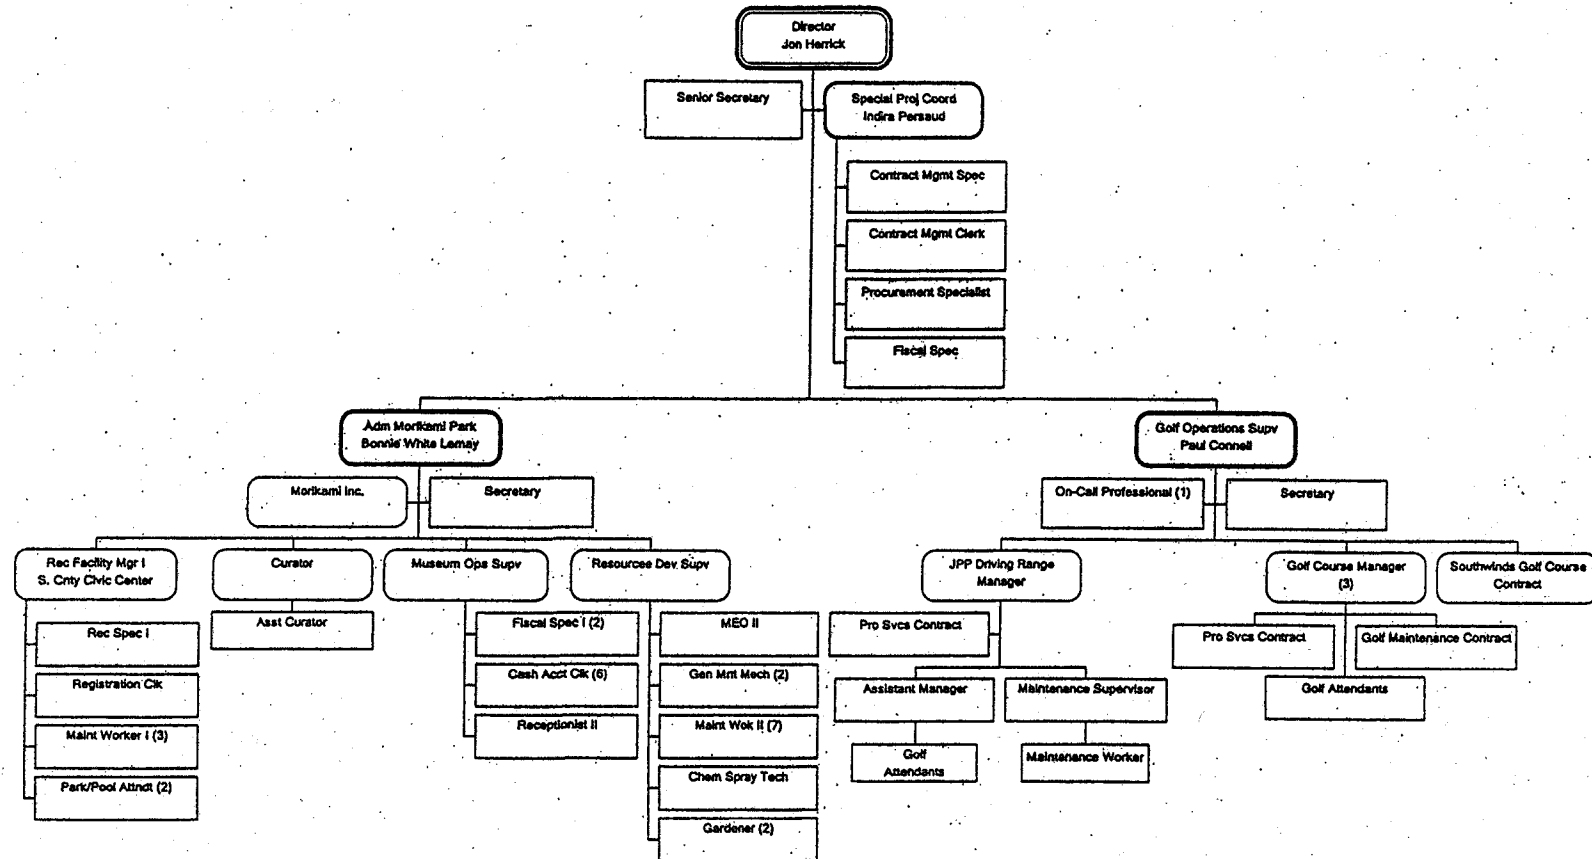 Director
Jon Herrick
Senior Secretary
Special Proj Coord
Indira Persaud
Contract Mgmt Spec
Contract Mgmt Clerk
Procurement Specialist
Fiscal Spec
Adm Morikami Park
Bonnie White Lemay
Golf Operations Supv
Paul Connell
Morikami Inc.
Secretary
On-Call Professional (1)
Secretary
Rec Facility Mgr I
S. Cnty Civic Center
Curator
Museum Ops Supv
Resources Dev Supv
JPP Driving Range
Manager
Golf Course Manager
(3)
Southwinds Golf Course
Contract
Rec Spec I
Registration Clk
Maint Worker I (3)
Park/Pool Attndt (2)
Asst Curator
Fiscal Spec I (2)
Cash Acct Clk (6)
Receptionist II
MEO II
Gen Mnt Mech (2)
Maint Wok II (7)
Chem Spray Tech
Gardener (2)
Pro Svcs Contract
Assistant Manager
Maintenance Supervisor
Golf
Attendants
Maintenance Worker
Pro Svcs Contract
Golf Maintenance Contract
Golf Attendants